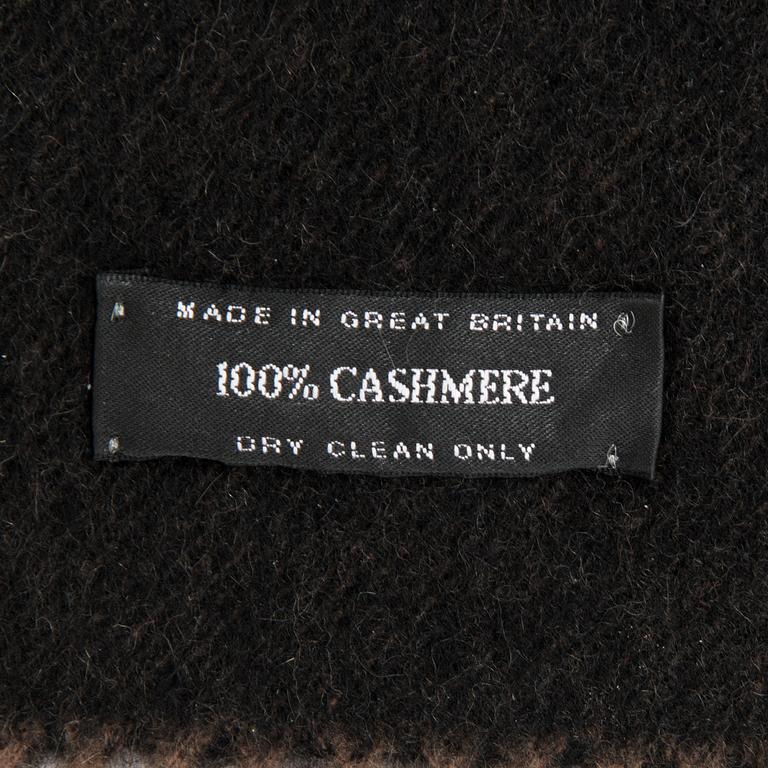 MADE IN GREAT BRITAIN
100% CASHMERE
DRY CLEAN ONLY